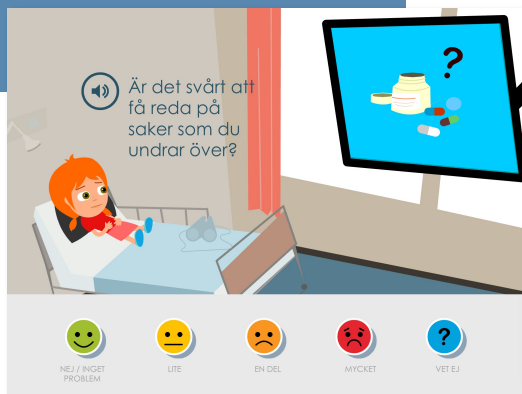 Är det svårt att
få reda på
saker som du
undrar över?
?
NEJ / INGET
PROBLEM
LITE
EN DEL
MYCKET
?
VET EJ